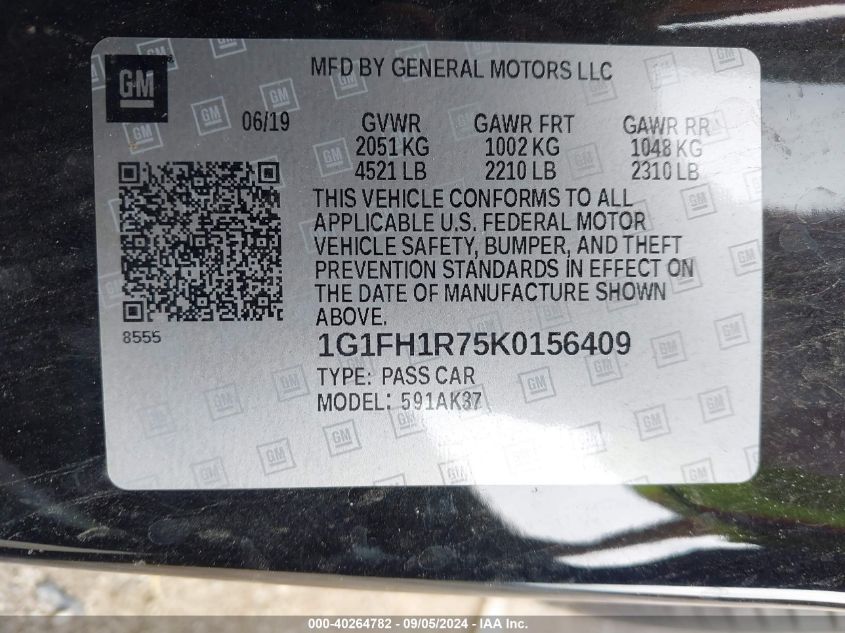 GM
MFD BY GENERAL MOTORS LLC
06/19 GVWR GAWR FRT GAWR RR
2051 KG 1002 KG 1048 KG
4521 LB 2210 LB 2310 LB
THIS VEHICLE CONFORMS TO ALL
APPLICABLE U.S. FEDERAL MOTOR
VEHICLE SAFETY, BUMPER, AND THEFT
PREVENTION STANDARDS IN EFFECT ON
THE DATE OF MANUFACTURE SHOWN
ABOVE.
8555
1G1FH1R75K0156409
TYPE: PASS CAR
MODEL: 591AK37
000-40264782 - 09/05/2024 - IAA Inc.